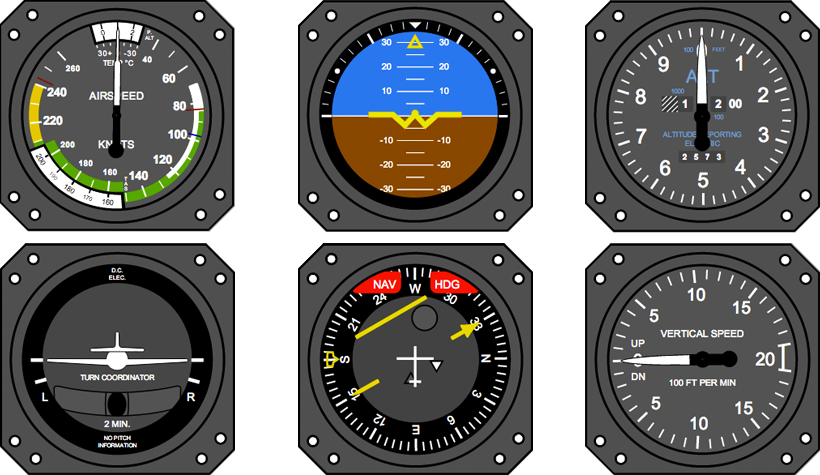 0 2 P. ALT
30+ -30
TEMP °C
40
60
80
100
120
140
160
180
200
220
240
260
AIRSPEED
KNOTS
TAS
200
190
180
170
160
30 30
20 20
10 10
-10 -10
-20 -20
-30 -30
0
1
2
3
4
5
6
7
8
9
100 FEET
ALT
1000
1 2 00
100
2 5 7 3
D.C.
ELEC.
TURN COORDINATOR
L R
2 MIN.
NO PITCH
INFORMATION
NAV HDG
24 W 30
21 33
S N
15 3
12 E 6
10
5 15
VERTICAL SPEED
UP
20
DN
100 FT PER MIN
5 15
10